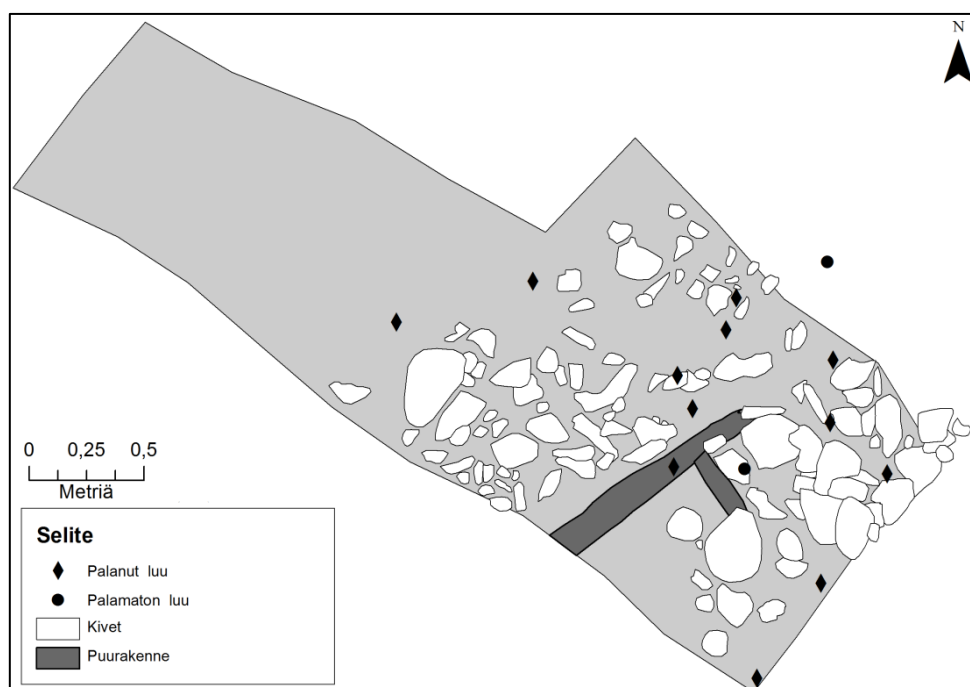 N
0 0,25 0,5
Metriä
Selite
Palanut luu
Palamaton luu
Kivet
Puurakenne